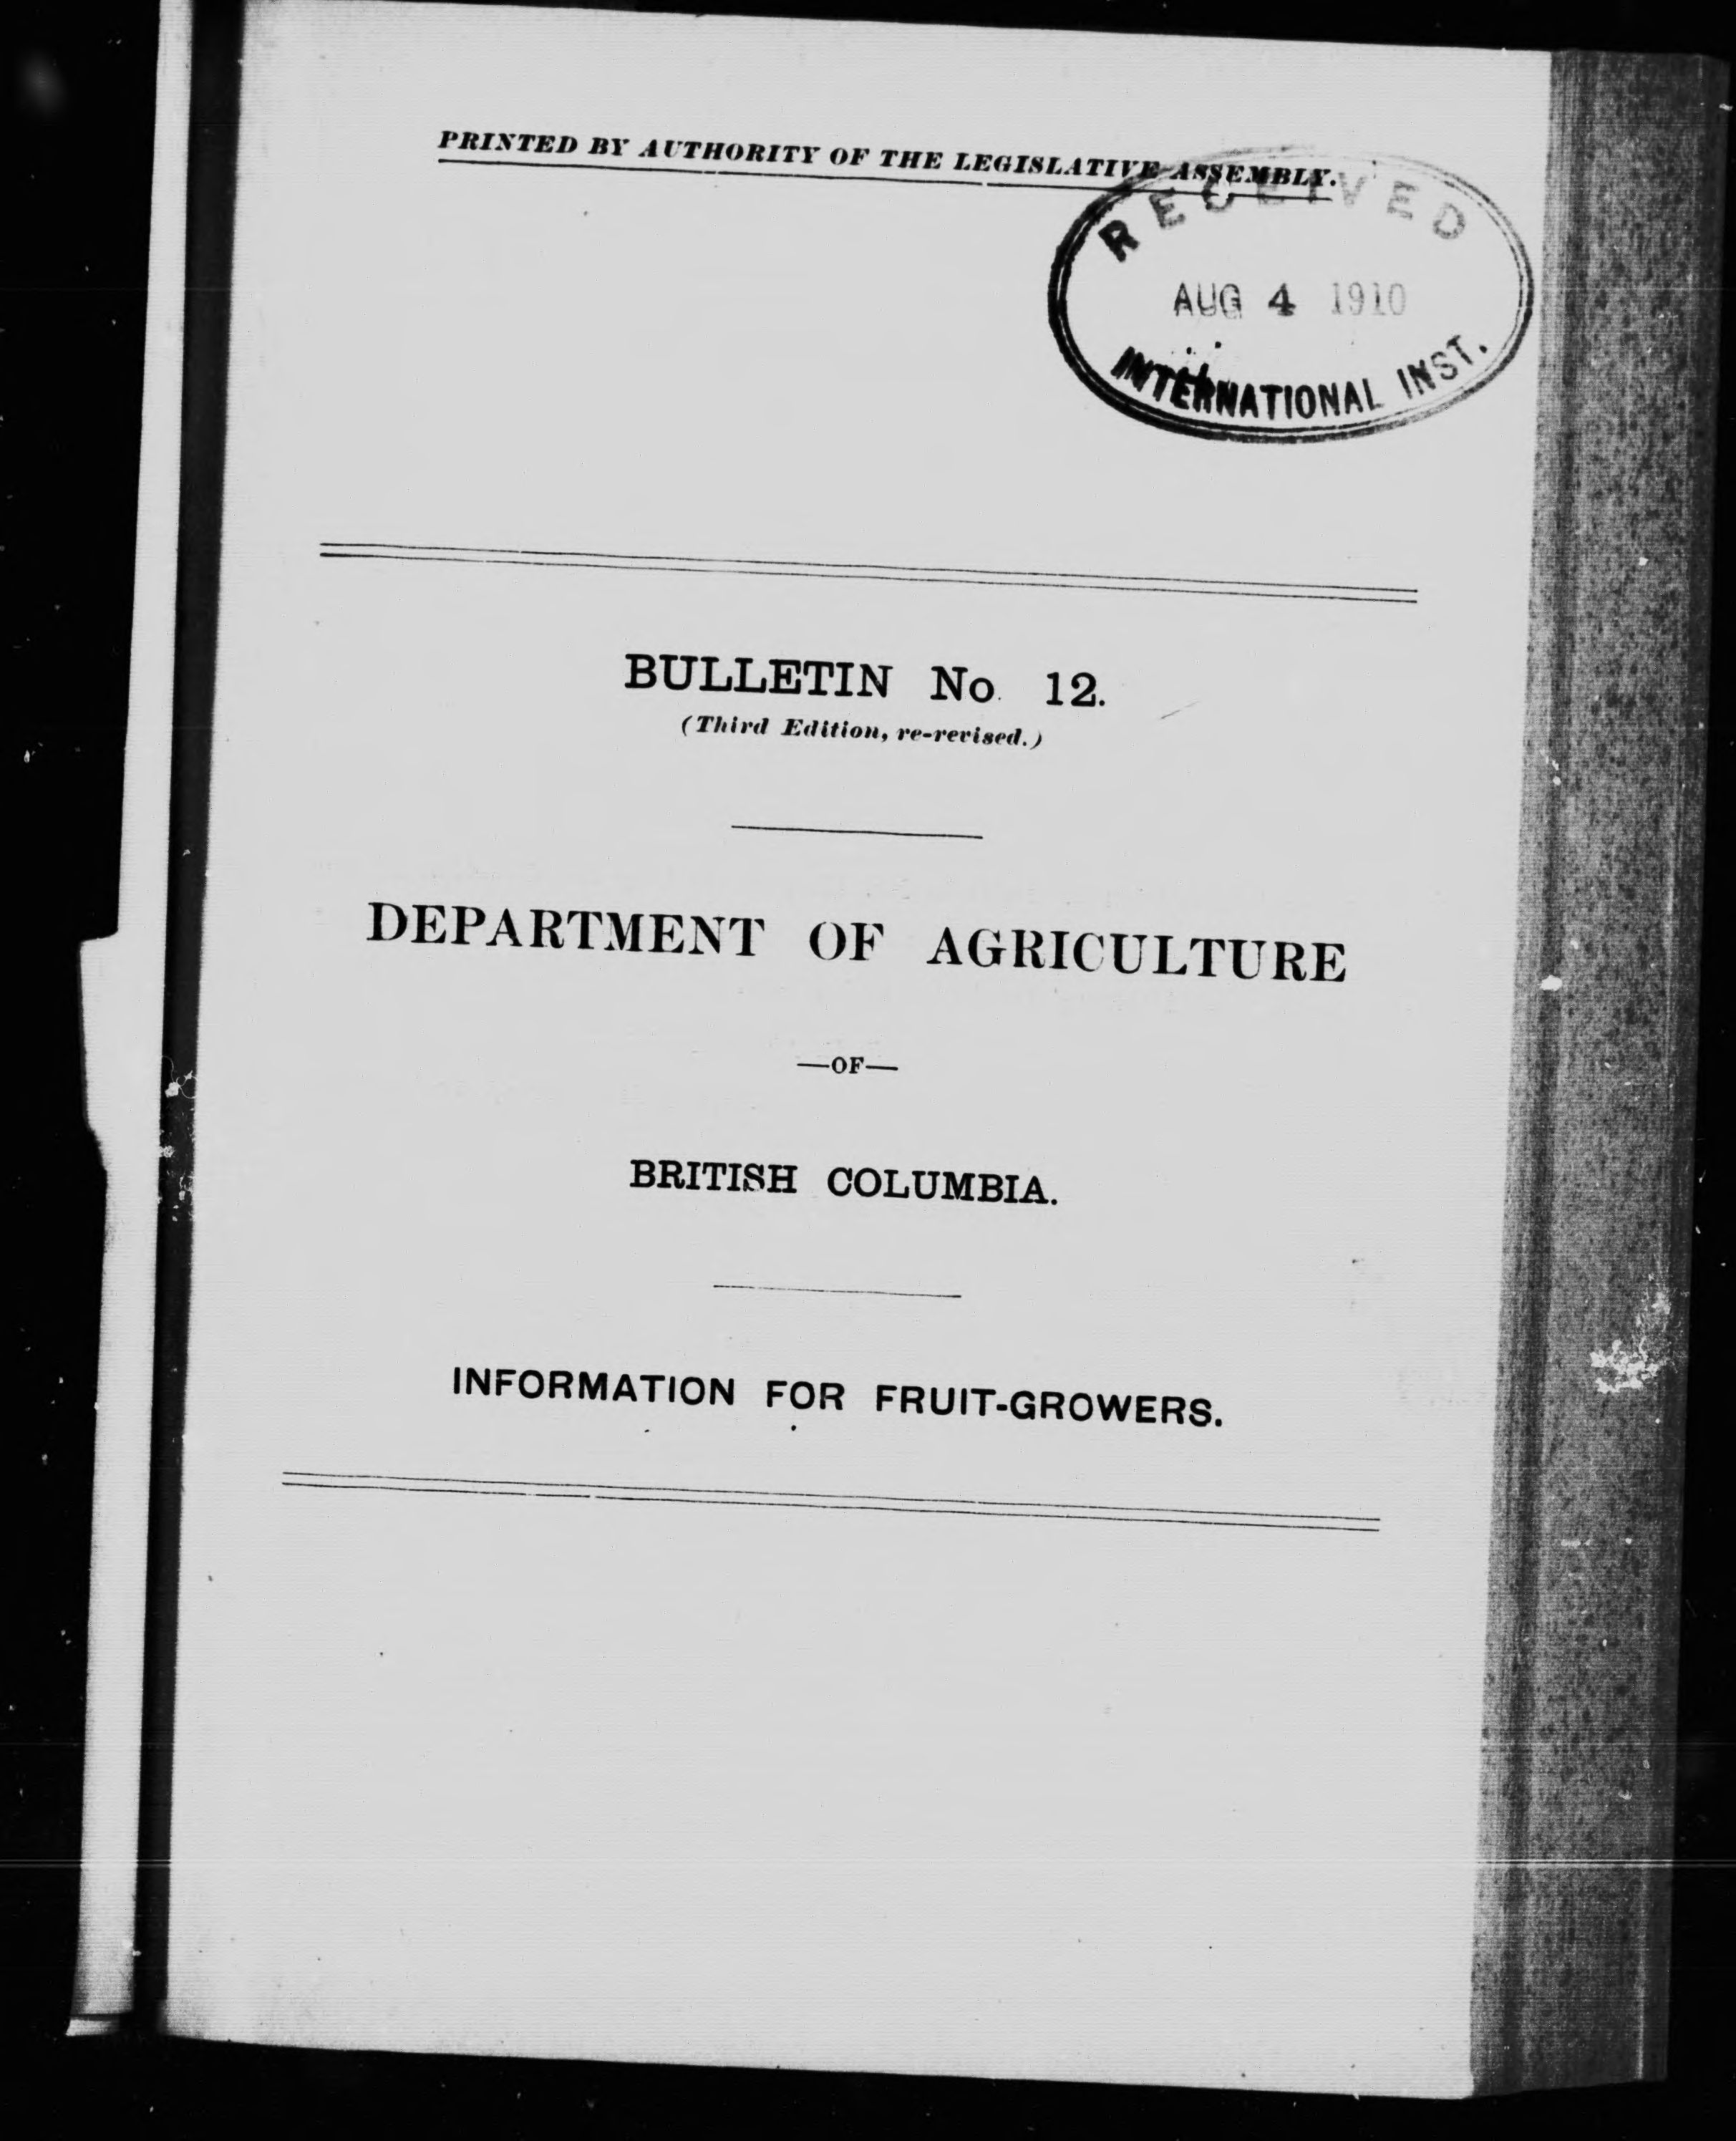 PRINTED BY AUTHORITY OF THE LEGISLATIVE ASSEMBLY.
RECEIVED
AUG 4 1910
INTERNATIONAL INST.
BULLETIN No. 12.
(Third Edition, re-revised.)
DEPARTMENT OF AGRICULTURE
—OF—
BRITISH COLUMBIA.
INFORMATION FOR FRUIT-GROWERS.